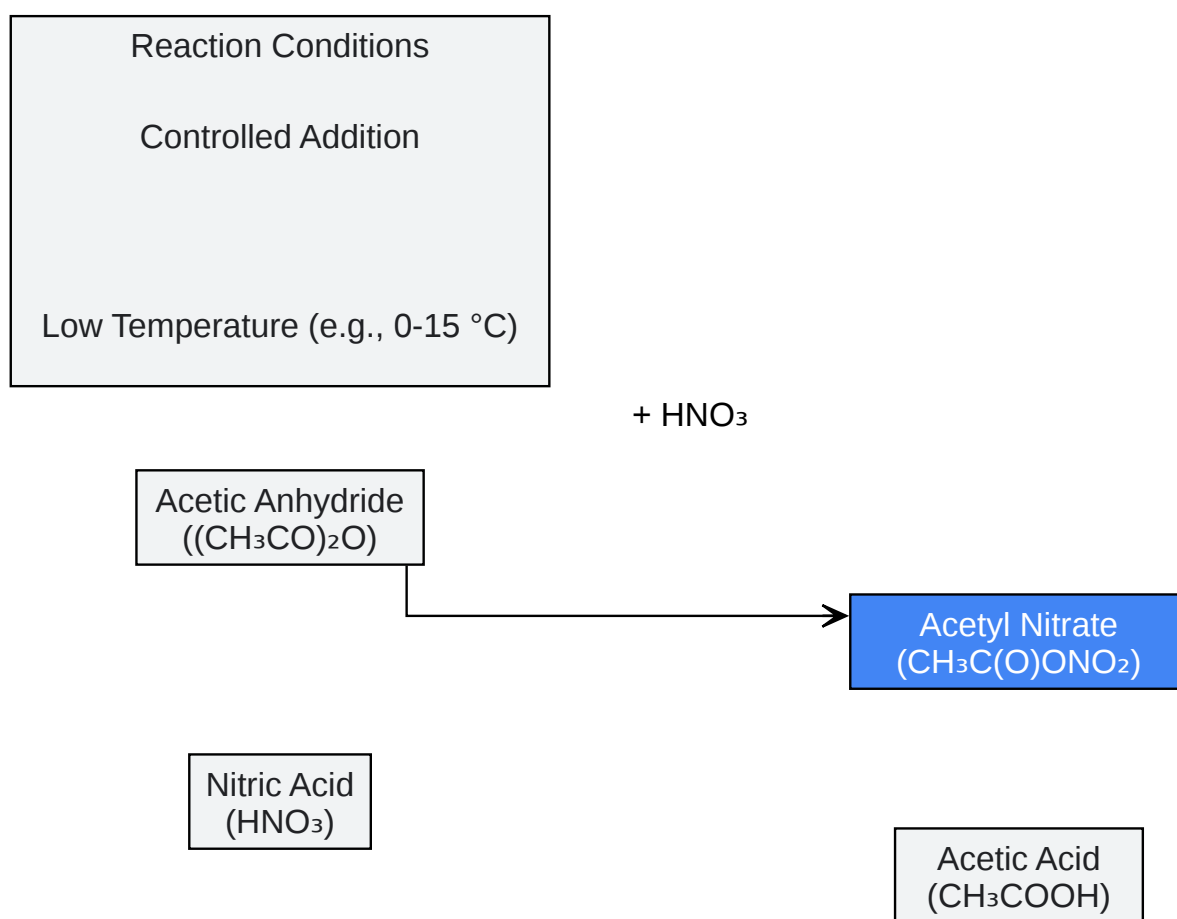 Reaction Conditions
Controlled Addition
Low Temperature (e.g., 0-15 °C)
+ HNO₃
Acetic Anhydride
((CH₃CO)₂O)
Acetyl Nitrate
(CH₃C(O)ONO₂)
Nitric Acid
(HNO₃)
Acetic Acid
(CH₃COOH)